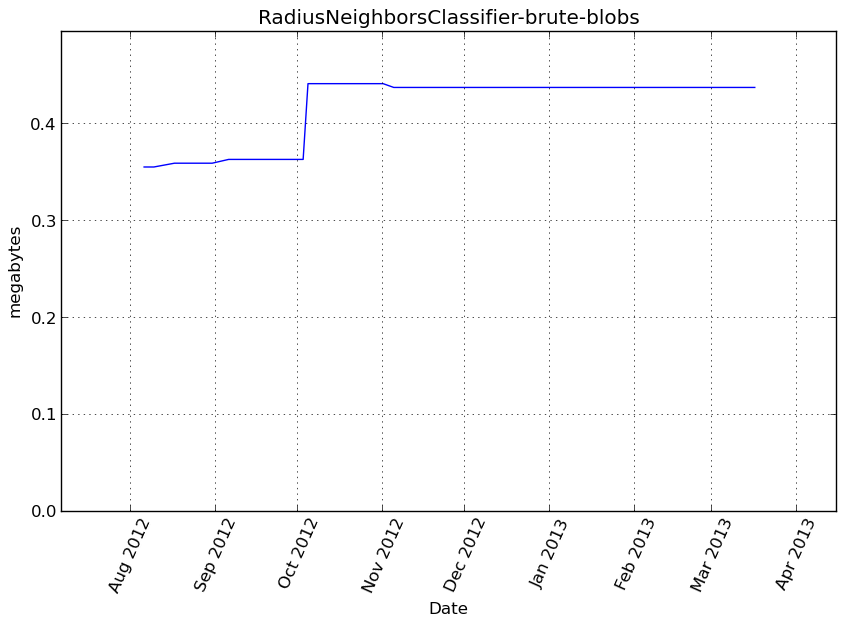 RadiusNeighborsClassifier-brute-blobs
megabytes
0.4
0.3
0.2
0.1
0.0
Aug 2012
Sep 2012
Oct 2012
Nov 2012
Dec 2012
Jan 2013
Feb 2013
Mar 2013
Apr 2013
Date